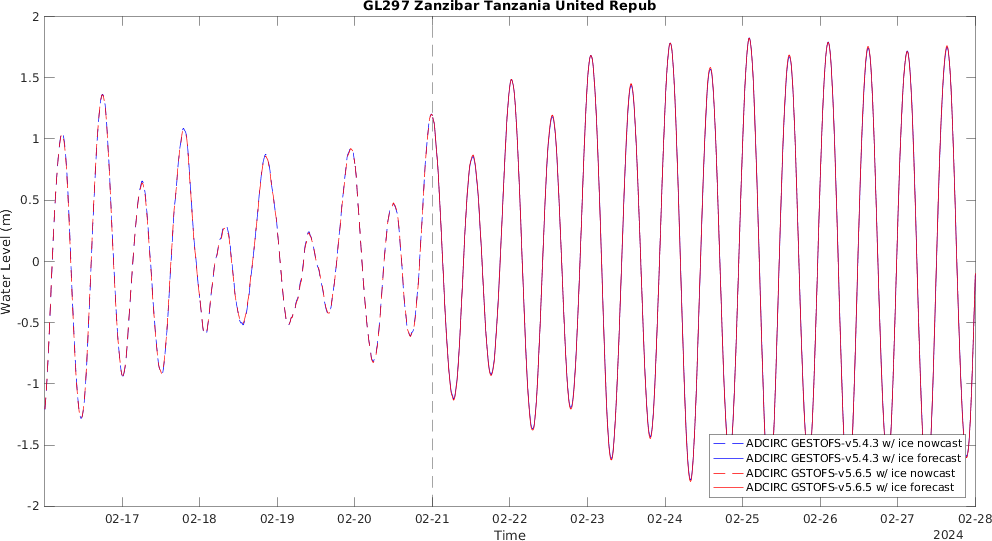 GL297 Zanzibar Tanzania United Repub
2
1.5
1
0.5
0
-0.5
-1
-1.5
-2
Water Level (m)
ADCIRC GESTOFS-v5.4.3 w/ ice nowcast
ADCIRC GESTOFS-v5.4.3 w/ ice forecast
ADCIRC GSTOFS-v5.6.5 w/ ice nowcast
ADCIRC GSTOFS-v5.6.5 w/ ice forecast
02-17 02-18 02-19 02-20 02-21 02-22 02-23 02-24 02-25 02-26 02-27 02-28
Time
2024